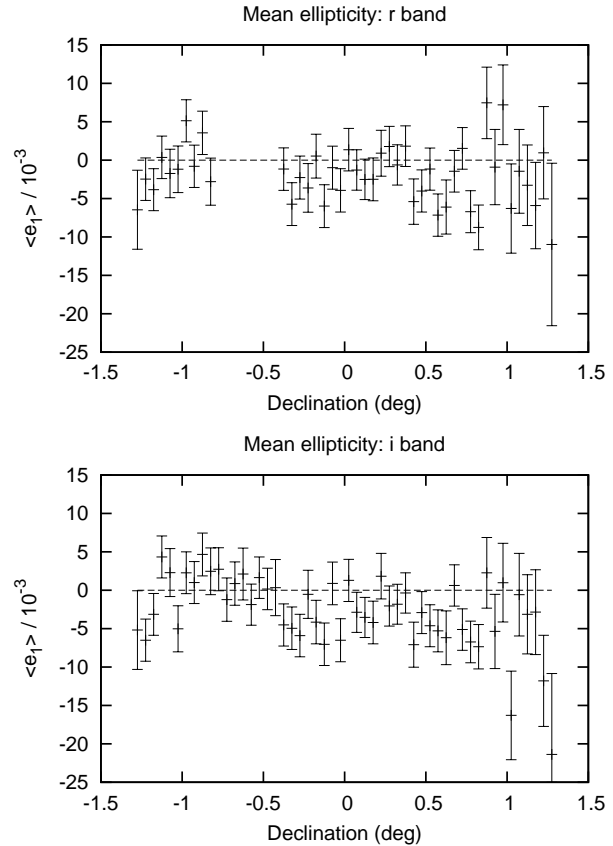 Mean ellipticity: r band
15
10
5
0
-5
-10
-15
-20
-25
<e₁> / 10⁻³
-1.5 -1 -0.5 0 0.5 1 1.5
Declination (deg)
Mean ellipticity: i band
15
10
5
0
-5
-10
-15
-20
-25
<e₁> / 10⁻³
-1.5 -1 -0.5 0 0.5 1 1.5
Declination (deg)